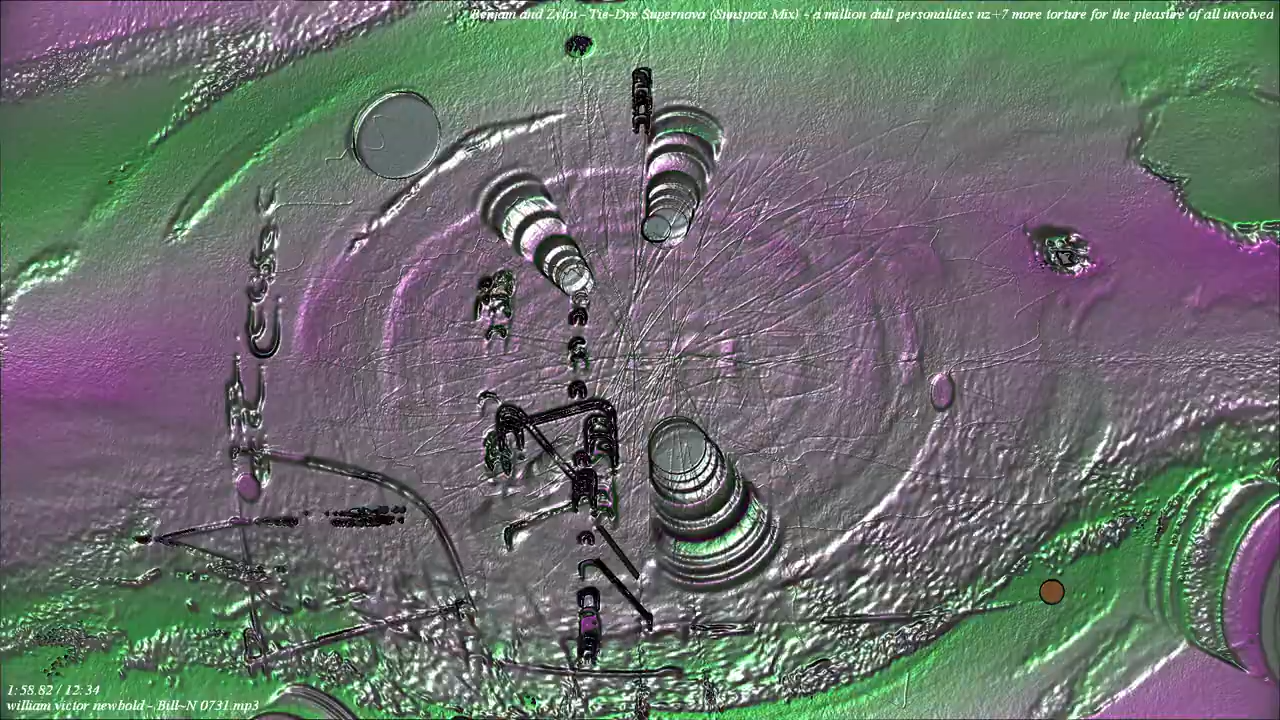 Benjam and Zylot - Tie-Dye Supernova (Sunspots Mix) - a million dull personalities nz+7 more torture for the pleasure of all involved
1:58.82 / 12:34
william victor newbold - Bill~N 0731.mp3